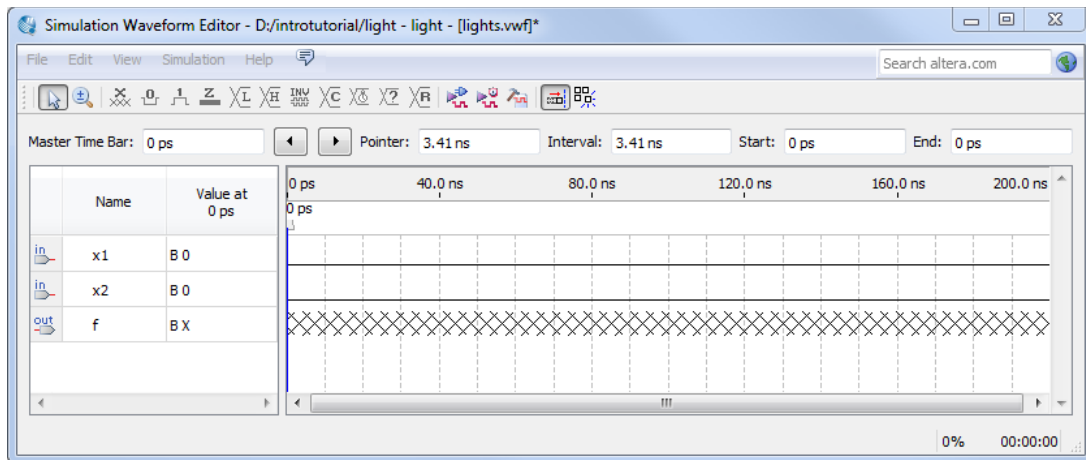 Simulation Waveform Editor - D:/introtutorial/light - light - [lights.vwf]*
File Edit View Simulation Help Search altera.com
Master Time Bar: 0 ps Pointer: 3.41 ns Interval: 3.41 ns Start: 0 ps End: 0 ps
Name Value at 0 ps 0 ps 40.0 ns 80.0 ns 120.0 ns 160.0 ns 200.0 ns
0 ps
in x1 B 0
in x2 B 0
out f B X
0% 00:00:00